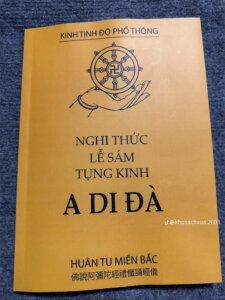 KINH TỊNH ĐỘ PHỔ THÔNG
NGHI THỨC
LỄ SÁM
TỤNG KINH
A DI ĐÀ
HUÂN TU MIỀN BẮC
佛說阿彌陀經禮懺誦經儀